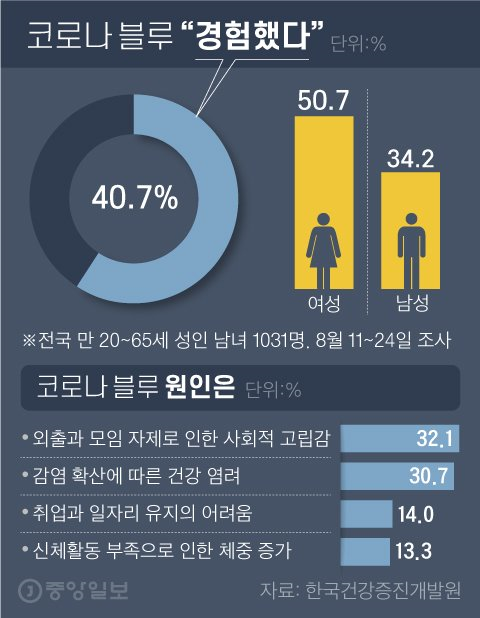 코로나 블루 “경험했다” 단위:%
40.7%
50.7
34.2
여성
남성
※전국 만 20~65세 성인 남녀 1031명. 8월 11~24일 조사
코로나 블루 원인은 단위:%
• 외출과 모임 자제로 인한 사회적 고립감 32.1
• 감염 확산에 따른 건강 염려 30.7
• 취업과 일자리 유지의 어려움 14.0
• 신체활동 부족으로 인한 체중 증가 13.3
중앙일보 자료: 한국건강증진개발원